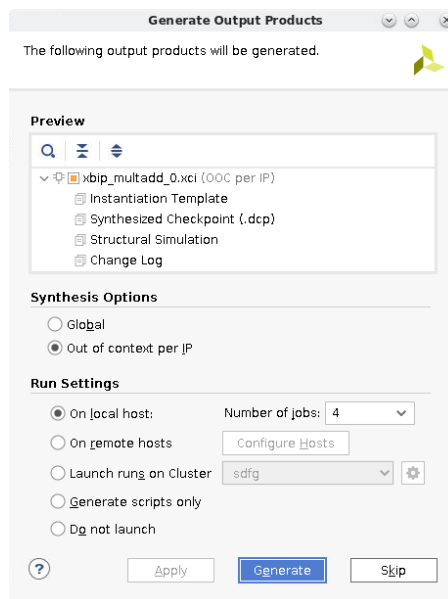 Generate Output Products
The following output products will be generated.
Preview
xbip_multadd_0.xci (OOC per IP)
Instantiation Template
Synthesized Checkpoint (.dcp)
Structural Simulation
Change Log
Synthesis Options
Global
Out of context per IP
Run Settings
On local host: Number of jobs: 4
On remote hosts Configure Hosts
Launch runs on Cluster sdfg
Generate scripts only
Do not launch
? Apply Generate Skip